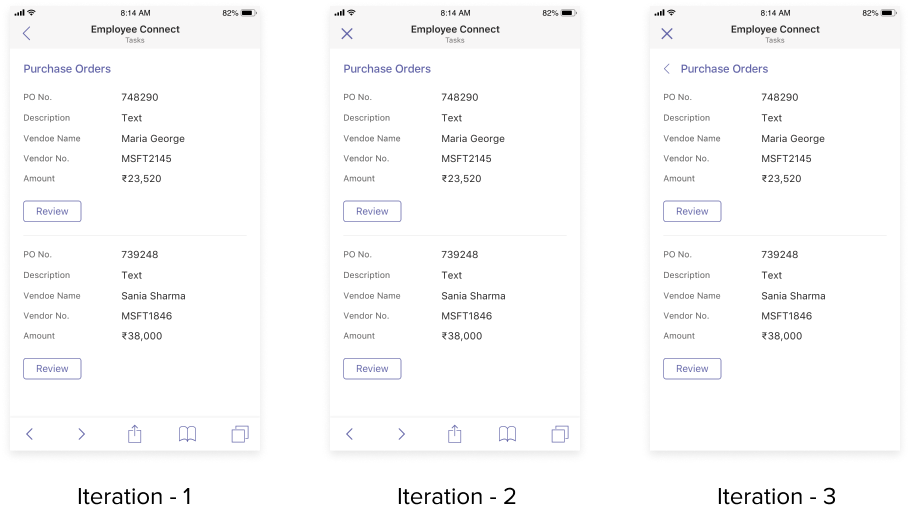 8:14 AM 82%
Employee Connect
Tasks
Purchase Orders
PO No. 748290
Description Text
Vendoe Name Maria George
Vendor No. MSFT2145
Amount ₹23,520
Review
PO No. 739248
Description Text
Vendoe Name Sania Sharma
Vendor No. MSFT1846
Amount ₹38,000
Review
Iteration - 1
8:14 AM 82%
Employee Connect
Tasks
Purchase Orders
PO No. 748290
Description Text
Vendoe Name Maria George
Vendor No. MSFT2145
Amount ₹23,520
Review
PO No. 739248
Description Text
Vendoe Name Sania Sharma
Vendor No. MSFT1846
Amount ₹38,000
Review
Iteration - 2
8:14 AM 82%
Employee Connect
Tasks
Purchase Orders
PO No. 748290
Description Text
Vendoe Name Maria George
Vendor No. MSFT2145
Amount ₹23,520
Review
PO No. 739248
Description Text
Vendoe Name Sania Sharma
Vendor No. MSFT1846
Amount ₹38,000
Review
Iteration - 3